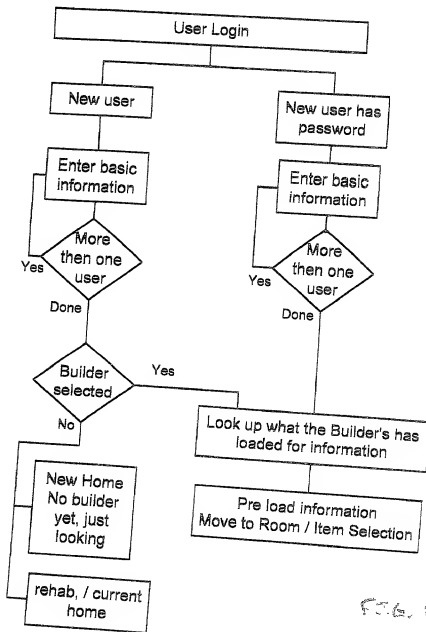 User Login
New user
New user has
password
Enter basic
information
Enter basic
information
More
then one
user
Yes
Done
More
then one
user
Yes
Done
Builder
selected
Yes
No
Look up what the Builder's has
loaded for information
New Home
No builder
yet, just
looking
Pre load information
Move to Room / Item Selection
rehab, / current
home
FIG.